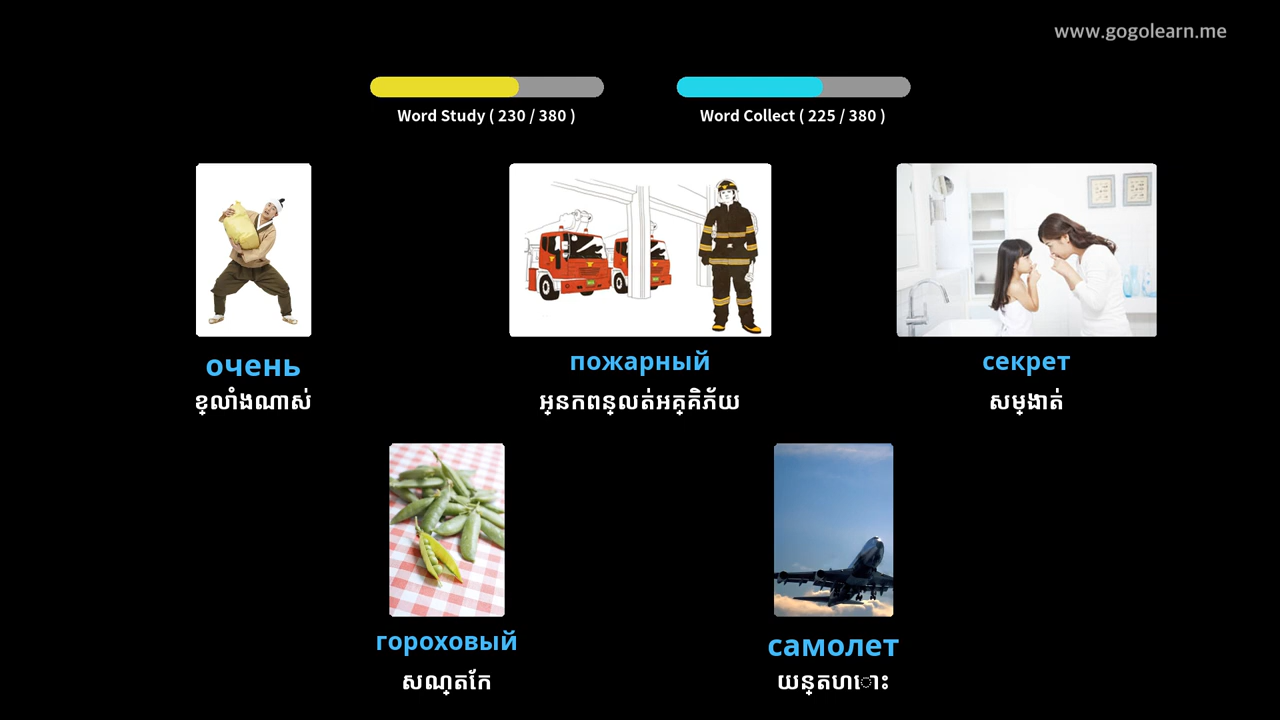 www.gogolearn.me
Word Study ( 230 / 380 )
Word Collect ( 225 / 380 )
очень
ខ្លាំងណាស់
пожарный
អ្នកពន្លត់អគ្គិភ័យ
секрет
សម្ងាត់
гороховый
សណ្តកែ
самолет
យន្តហោះ